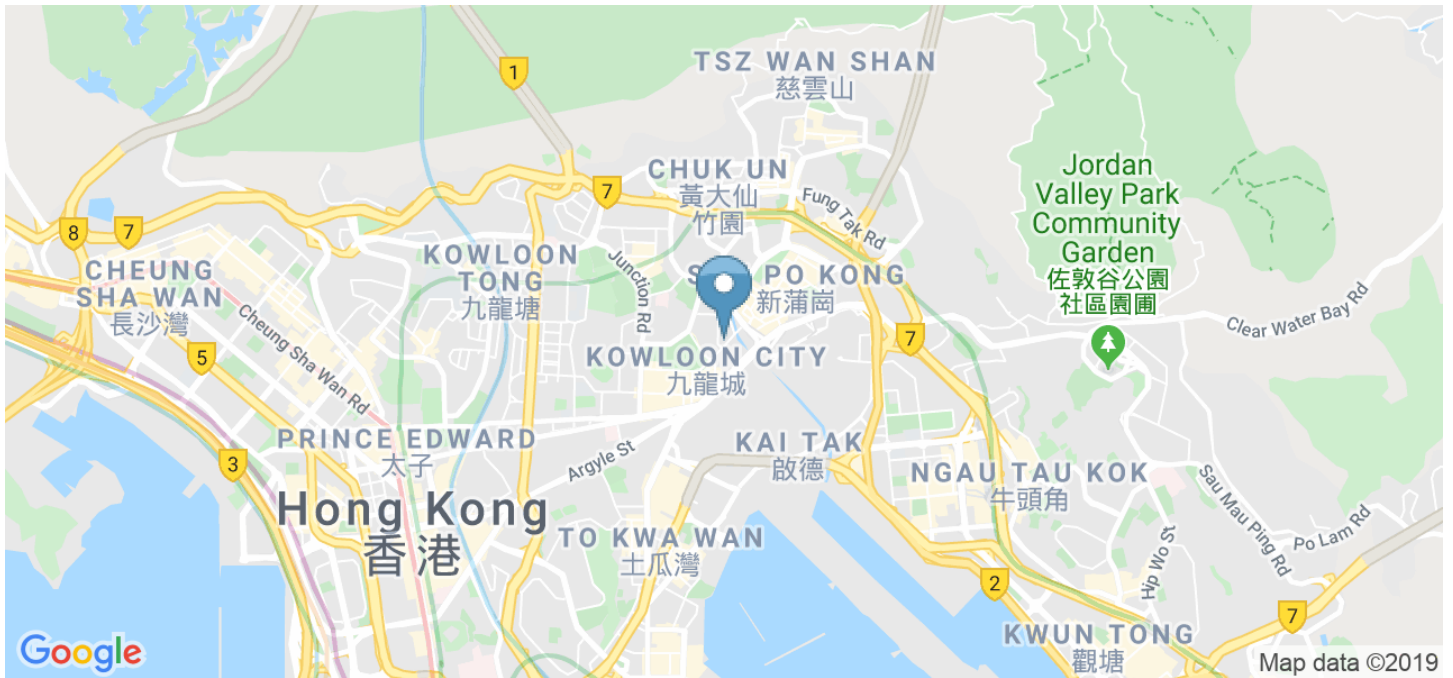 TSZ WAN SHAN
慈雲山
1
CHUK UN
黃大仙
竹園
7
Fung Tak Rd
Jordan
Valley Park
Community
Garden
佐敦谷公園
社區園圃
8
7
KOWLOON
TONG
九龍塘
Junction Rd
CHEUNG
SHA WAN
長沙灣
PO KONG
新蒲崗
Clear Water Bay Rd
7
5
Cheung Sha Wan Rd
KOWLOON CITY
九龍城
PRINCE EDWARD
太子
Argyle St
KAI TAK
啟德
3
NGAU TAU KOK
牛頭角
Sau Mau Ping Rd
Hong Kong
香港
TO KWA WAN
土瓜灣
Po Lam Rd
Hip Wo St
2
7
KWUN TONG
觀塘
Google
Map data ©2019